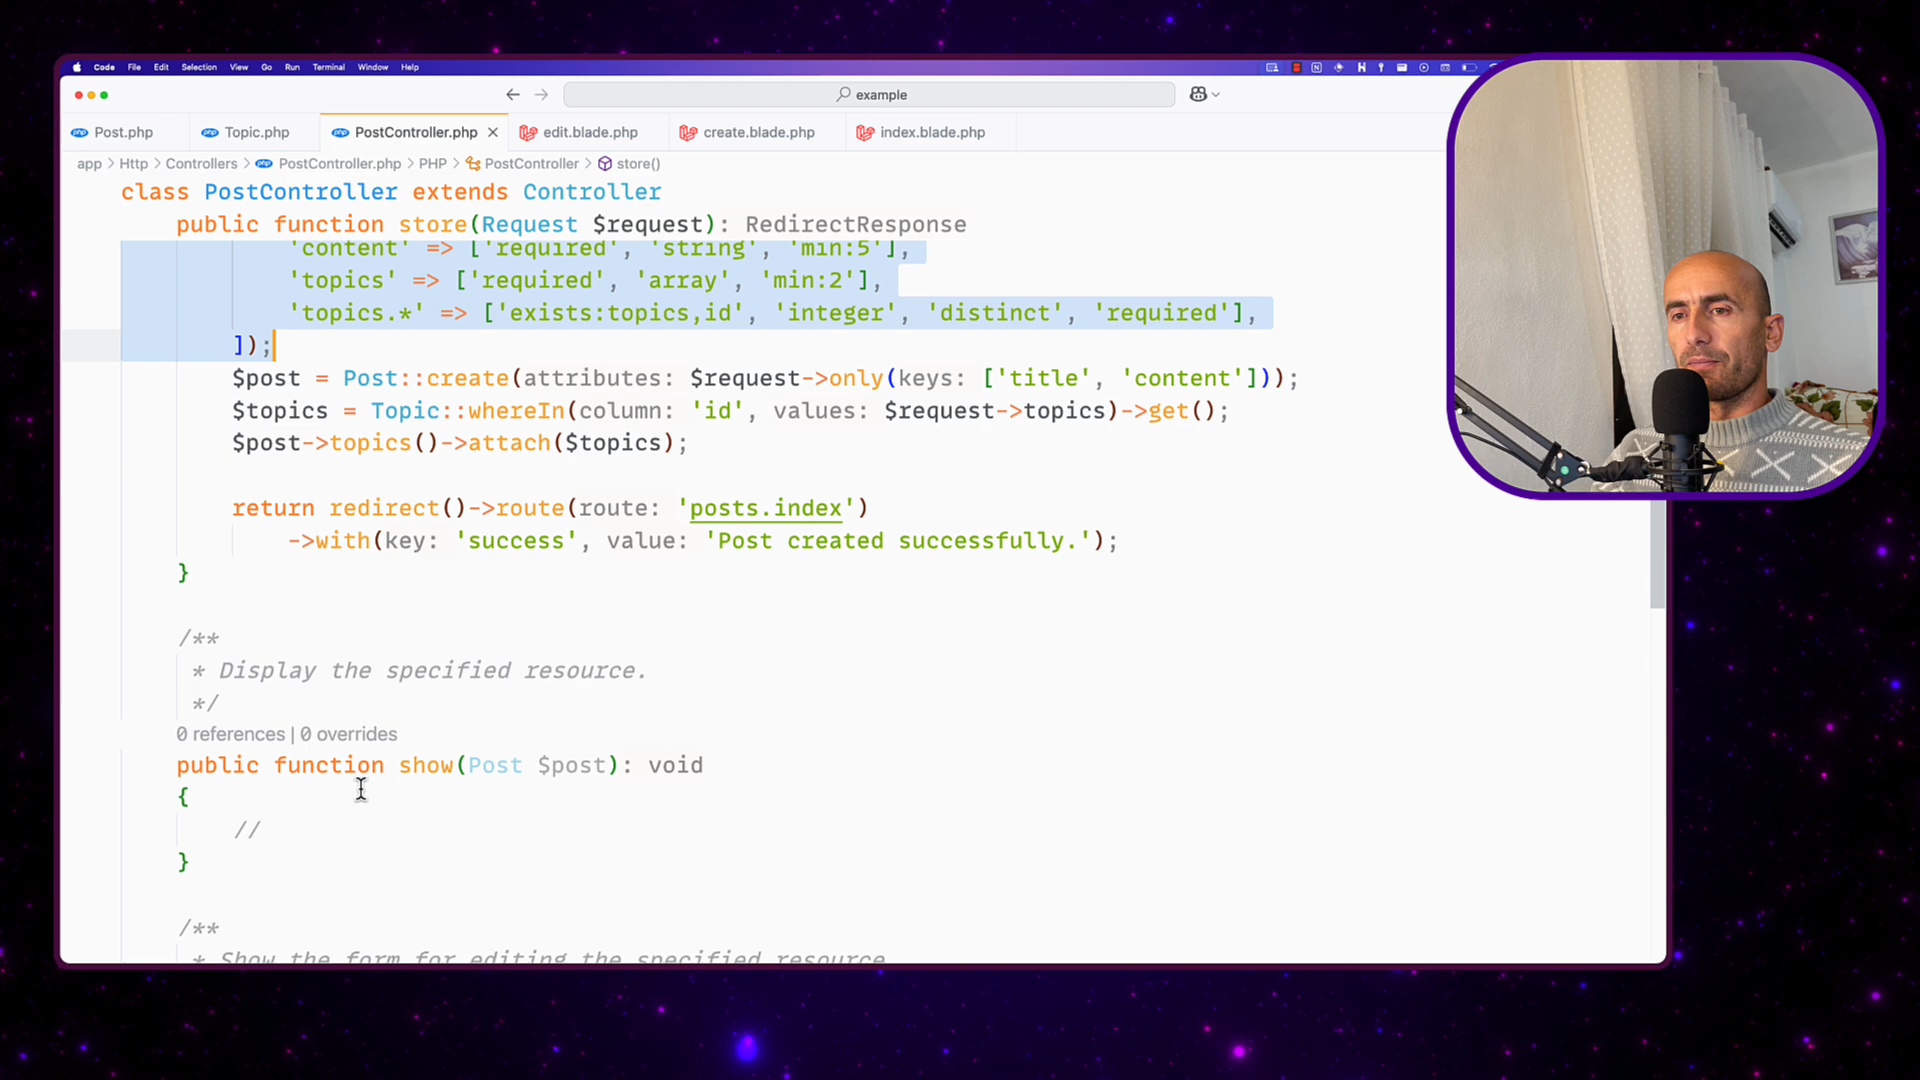 Code File Edit Selection View Go Run Terminal Window Help
example
Post.php Topic.php PostController.php edit.blade.php create.blade.php index.blade.php
app > Http > Controllers > PostController.php > PHP > PostController > store()
class PostController extends Controller
public function store(Request $request): RedirectResponse
'content' => ['required', 'string', 'min:5'],
'topics' => ['required', 'array', 'min:2'],
'topics.*' => ['exists:topics,id', 'integer', 'distinct', 'required'],
]);
$post = Post::create(attributes: $request->only(keys: ['title', 'content']));
$topics = Topic::whereIn(column: 'id', values: $request->topics)->get();
$post->topics()->attach($topics);
return redirect()->route(route: 'posts.index')
->with(key: 'success', value: 'Post created successfully.');
}
/**
* Display the specified resource.
*/
0 references | 0 overrides
public function show(Post $post): void
{
//
}
/**
* Show the form for editing the specified resource